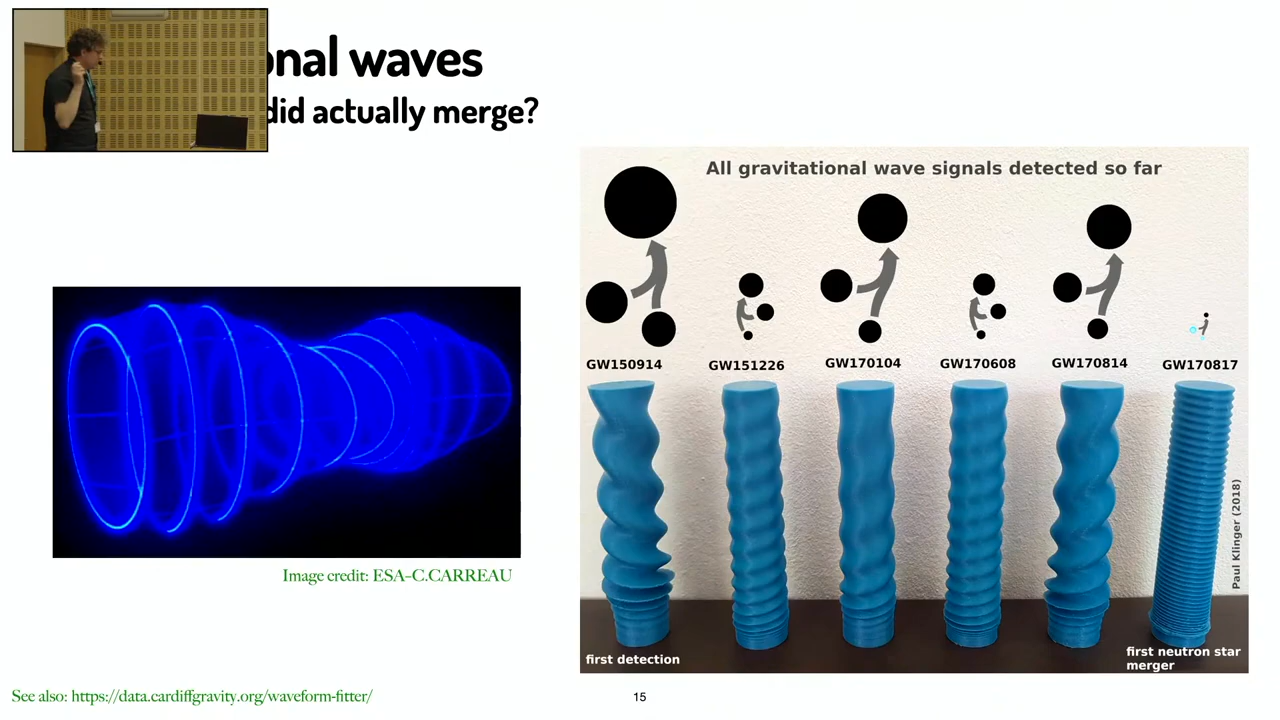 onal waves
did actually merge?
All gravitational wave signals detected so far
GW150914
GW151226
GW170104
GW170608
GW170814
GW170817
Paul Klinger (2018)
first detection
first neutron star
merger
Image credit: ESA–C.CARREAU
See also: https://data.cardiffgravity.org/waveform-fitter/
15